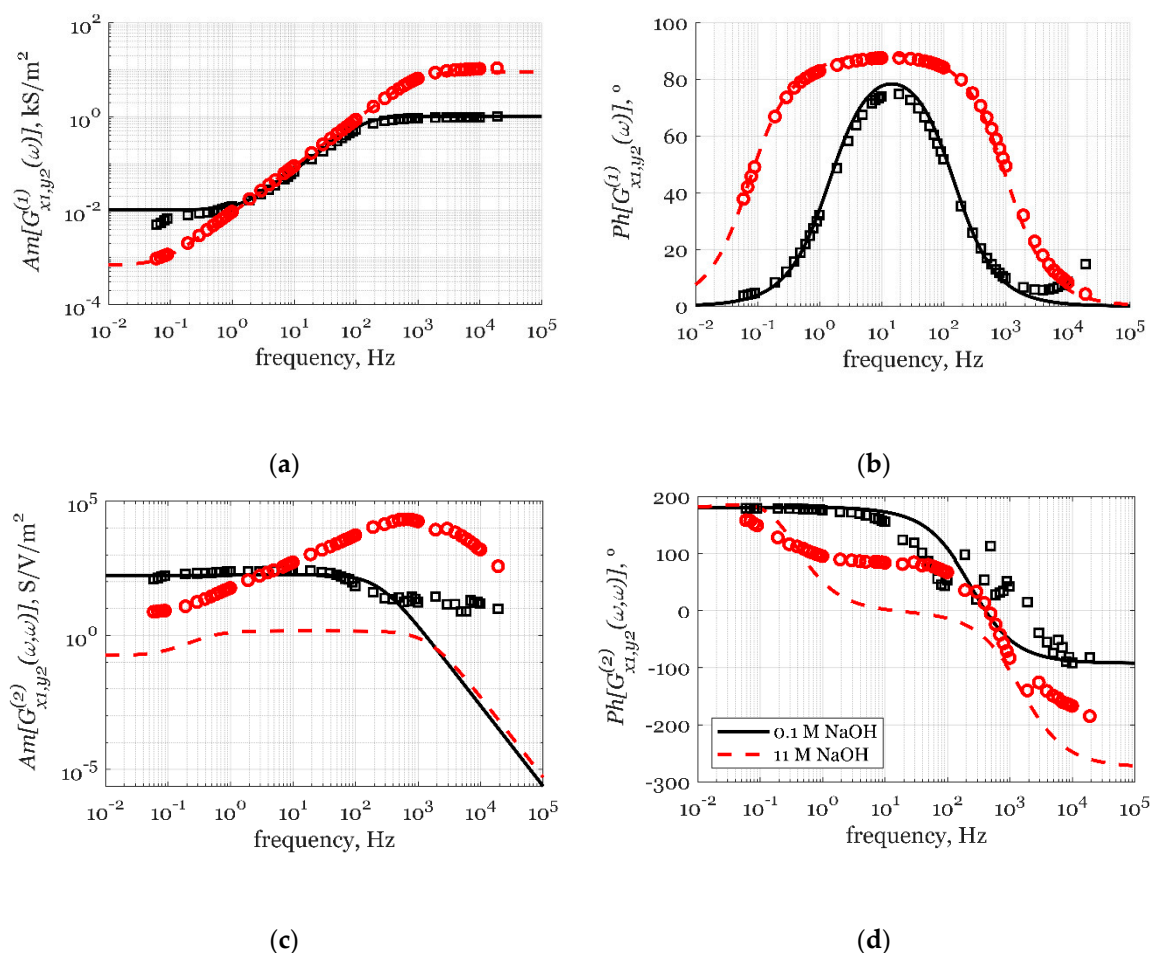 10^2
10^0
10^-2
10^-4
Am[G^(1)_x1,y2(ω)], kS/m^2
10^-2 10^-1 10^0 10^1 10^2 10^3 10^4 10^5
frequency, Hz
(a)
100
80
60
40
20
0
Ph[G^(1)_x1,y2(ω)], °
10^-2 10^-1 10^0 10^1 10^2 10^3 10^4 10^5
frequency, Hz
(b)
10^5
10^0
10^-5
Am[G^(2)_x1,y2(ω,ω)], S/V/m^2
10^-2 10^-1 10^0 10^1 10^2 10^3 10^4 10^5
frequency, Hz
(c)
200
100
0
-100
-200
-300
Ph[G^(2)_x1,y2(ω,ω)], °
0.1 M NaOH
11 M NaOH
10^-2 10^-1 10^0 10^1 10^2 10^3 10^4 10^5
frequency, Hz
(d)